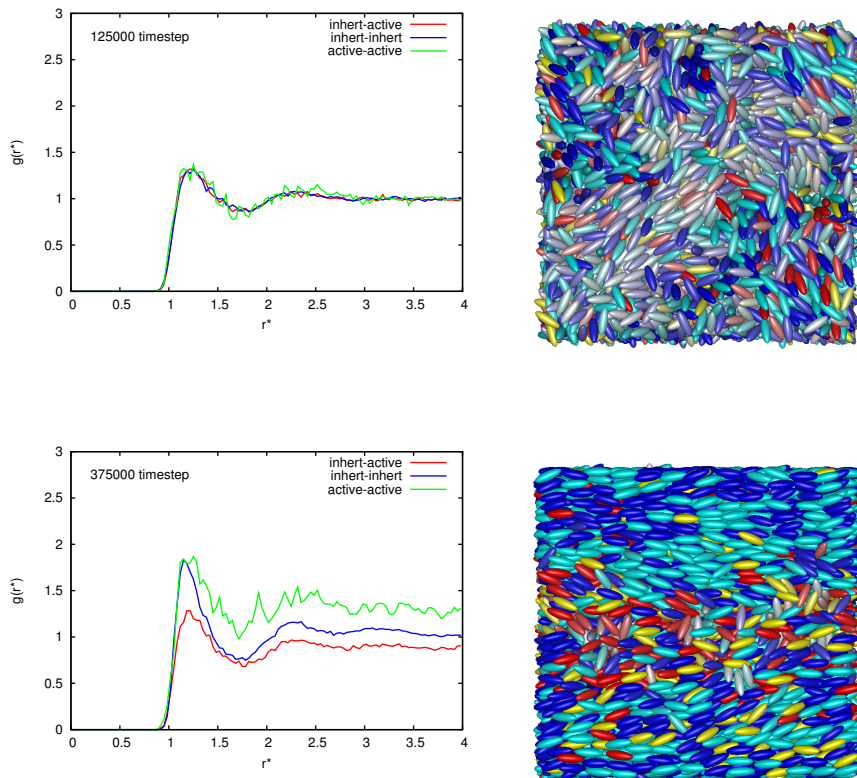 3
2.5
2
1.5
1
0.5
0
125000 timestep
inhert-active
inhert-inhert
active-active
g(r*)
0 0.5 1 1.5 2 2.5 3 3.5 4
r*
3
2.5
2
1.5
1
0.5
0
375000 timestep
inhert-active
inhert-inhert
active-active
g(r*)
0 0.5 1 1.5 2 2.5 3 3.5 4
r*